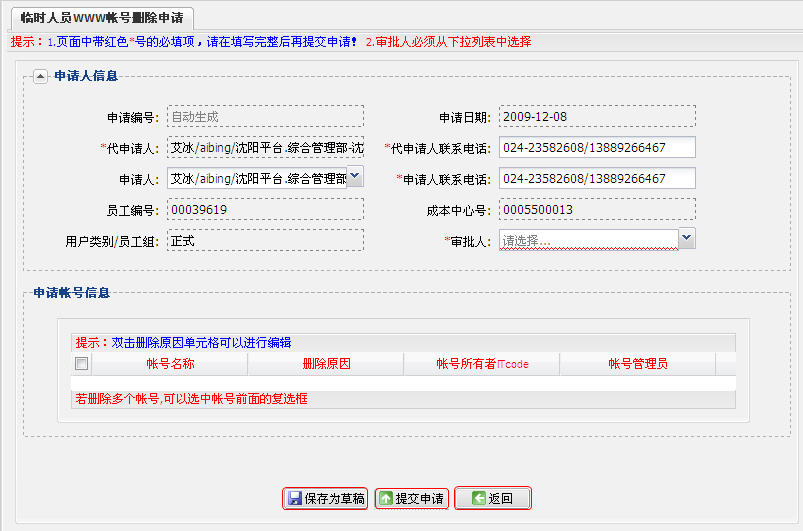 临时人员WWW帐号删除申请
提示：1.页面中带红色*号的必填项，请在填写完整后再提交申请！ 2.审批人必须从下拉列表中选择
申请人信息
申请编号: 自动生成 申请日期: 2009-12-08
*代申请人: 艾冰/aibing/沈阳平台.综合管理部-沈 *代申请人联系电话: 024-23582608/13889266467
申请人: 艾冰/aibing/沈阳平台.综合管理部 *申请人联系电话: 024-23582608/13889266467
员工编号: 00039619 成本中心号: 0005500013
用户类别/员工组: 正式 *审批人: 请选择...
申请帐号信息
提示：双击删除原因单元格可以进行编辑
帐号名称 删除原因 帐号所有者ITcode 帐号管理员
若删除多个帐号,可以选中帐号前面的复选框
保存为草稿 提交申请 返回